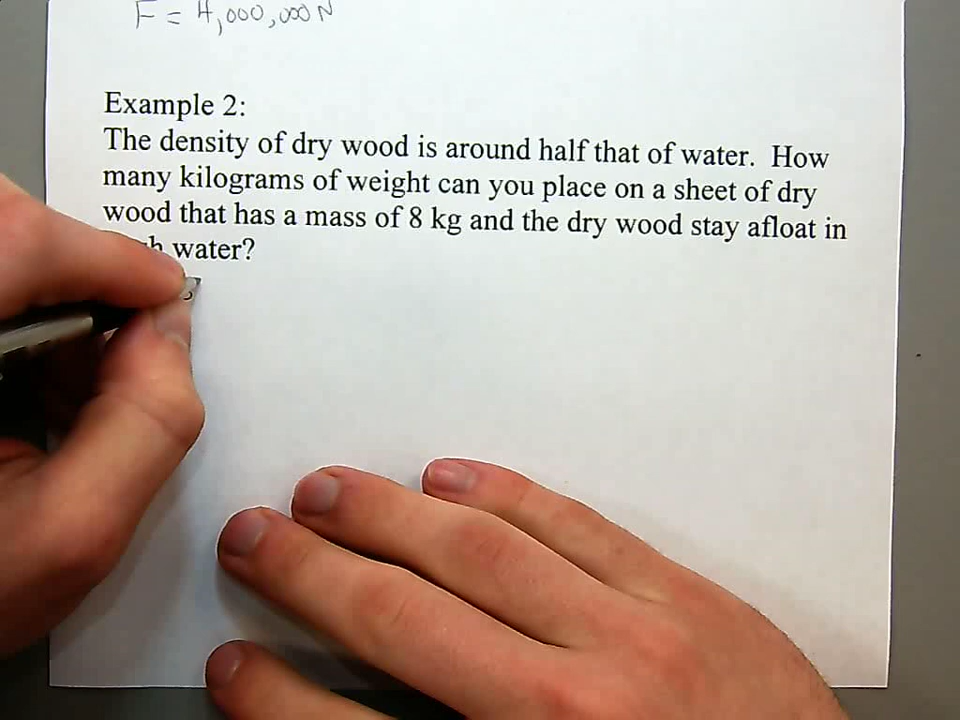 F = 4,000,000 N
Example 2:
The density of dry wood is around half that of water. How
many kilograms of weight can you place on a sheet of dry
wood that has a mass of 8 kg and the dry wood stay afloat in
water?